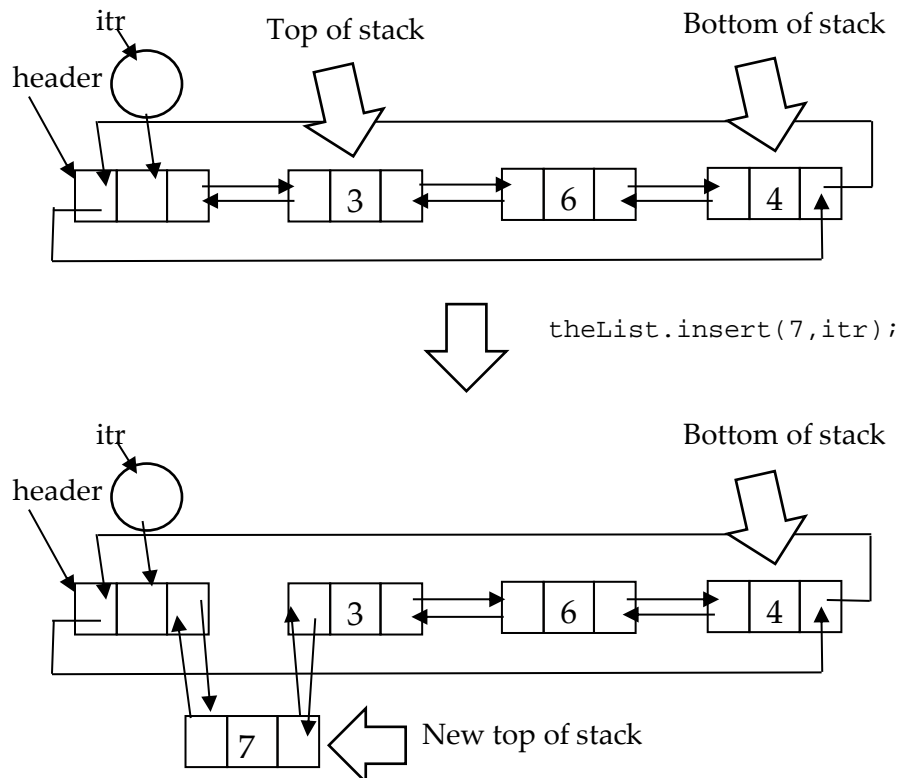 itr
Top of stack
Bottom of stack
header
3
6
4
theList.insert(7,itr);
itr
Bottom of stack
header
3
6
4
7
New top of stack